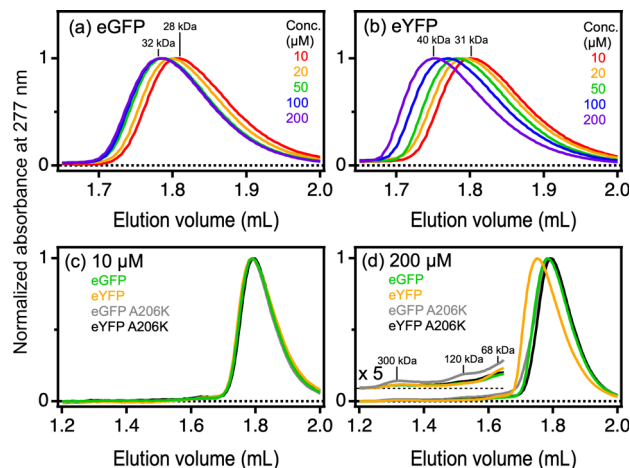 Normalized absorbance at 277 nm
(a) eGFP
28 kDa
32 kDa
Conc.
(µM)
10
20
50
100
200
1
0
1.7
1.8
1.9
2.0
Elution volume (mL)
(b) eYFP
40 kDa
31 kDa
Conc.
(µM)
10
20
50
100
200
1
0
1.7
1.8
1.9
2.0
Elution volume (mL)
(c) 10 µM
eGFP
eYFP
eGFP A206K
eYFP A206K
1
0
1.2
1.4
1.6
1.8
2.0
Elution volume (mL)
(d) 200 µM
eGFP
eYFP
eGFP A206K
eYFP A206K
300 kDa
120 kDa
68 kDa
x 5
1
0
1.2
1.4
1.6
1.8
2.0
Elution volume (mL)